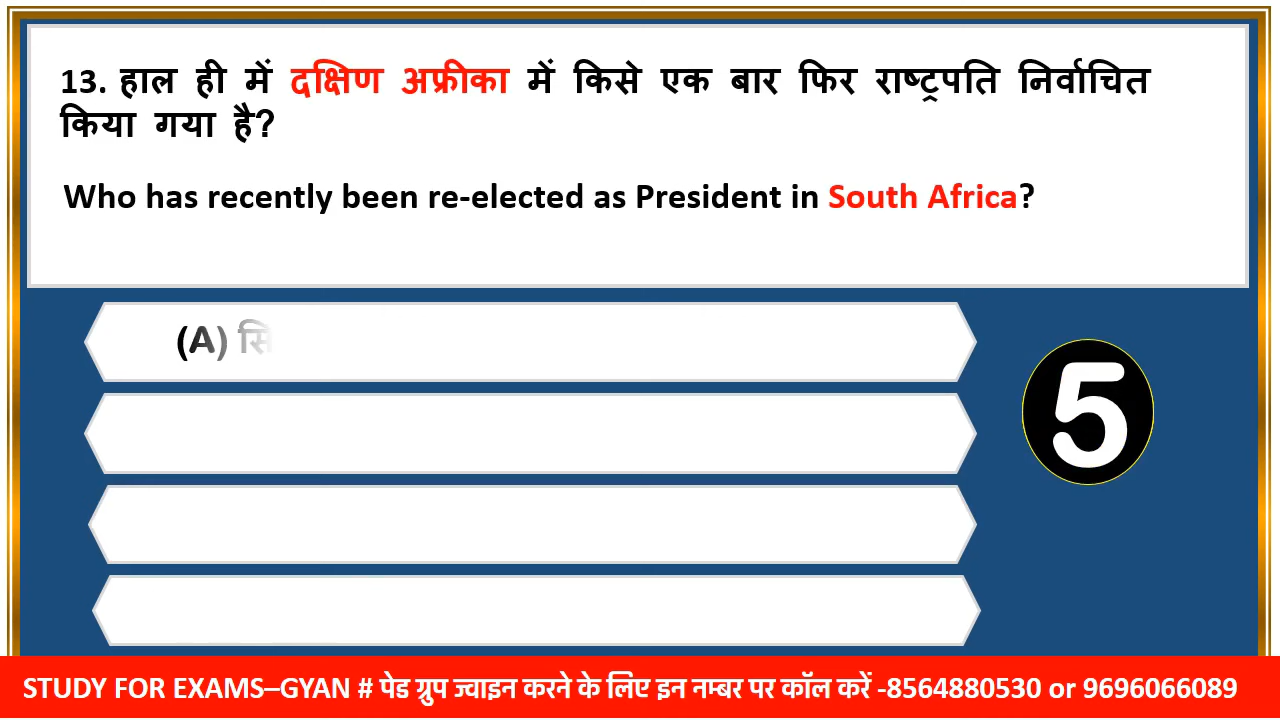 13. हाल ही में दक्षिण अफ्रीका में किसे एक बार फिर राष्ट्रपति निर्वाचित
किया गया है?
Who has recently been re-elected as President in South Africa?
(A)
5
STUDY FOR EXAMS–GYAN # पेड ग्रुप ज्वाइन करने के लिए इन नम्बर पर कॉल करें -8564880530 or 9696066089